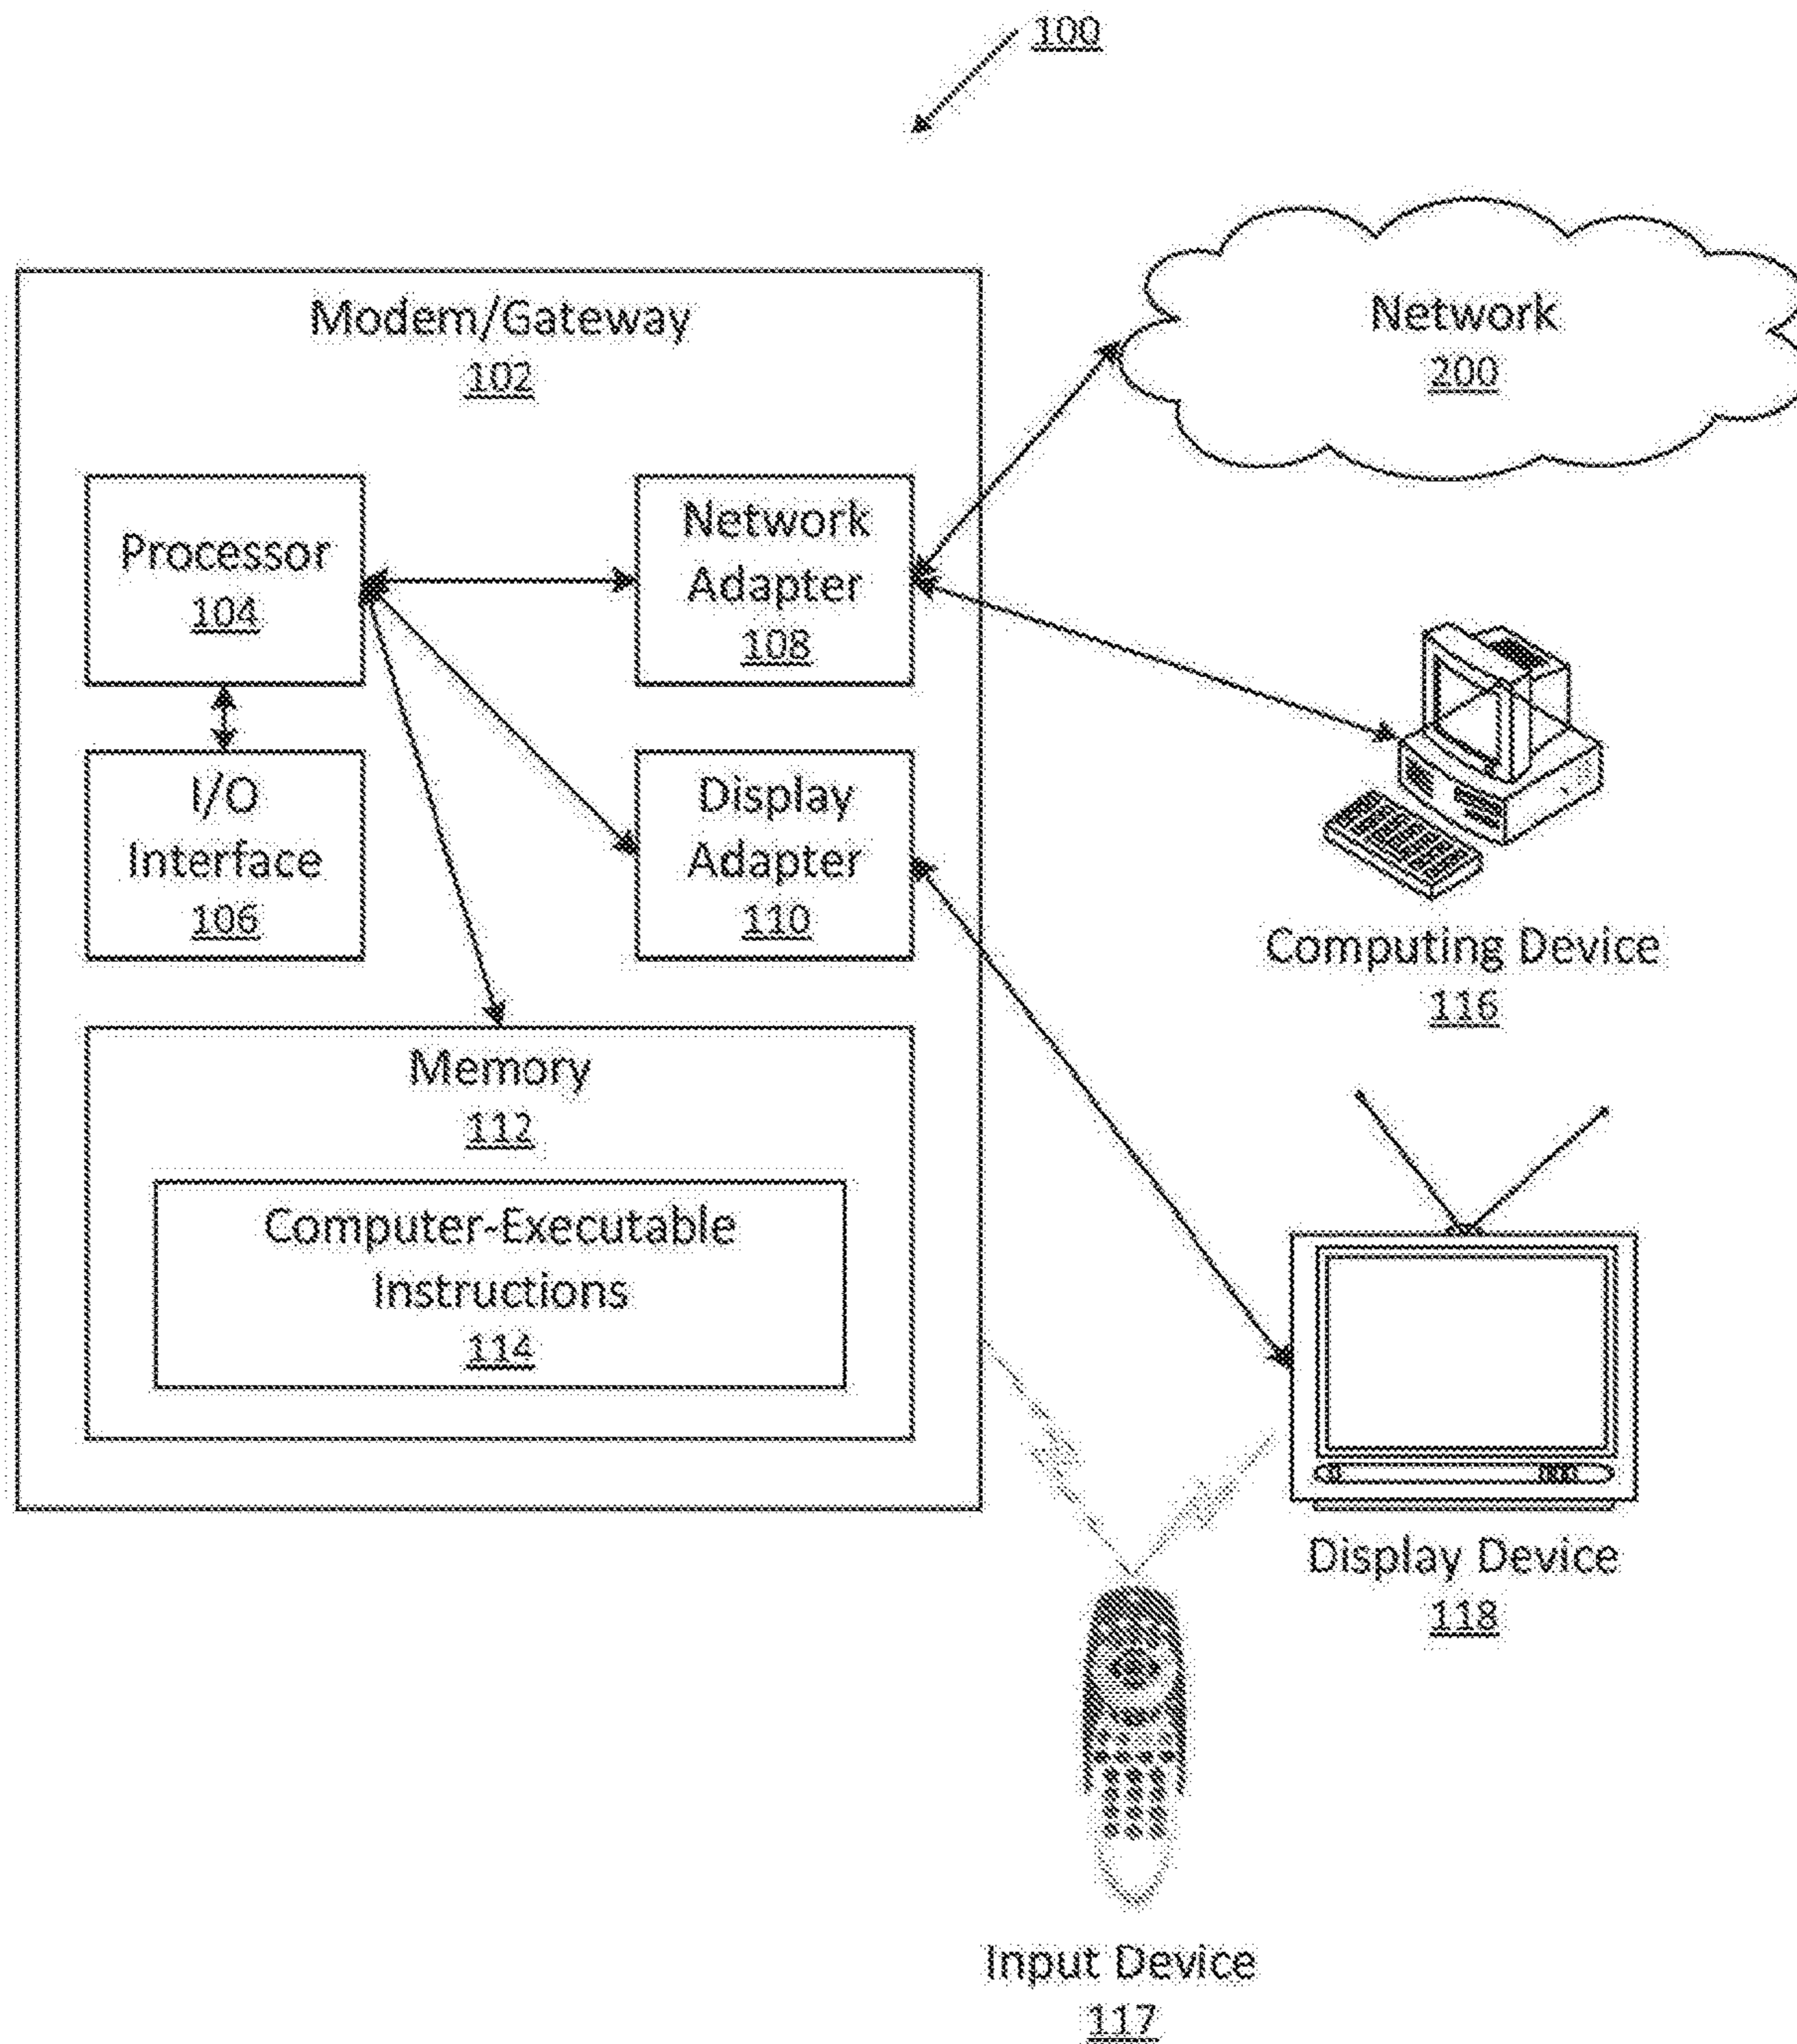 100
Modem/Gateway
102
Network
200
Processor
104
Network
Adapter
108
I/O
Interface
106
Display
Adapter
110
Computing Device
116
Memory
112
Computer-Executable
Instructions
114
Display Device
118
Input Device
117